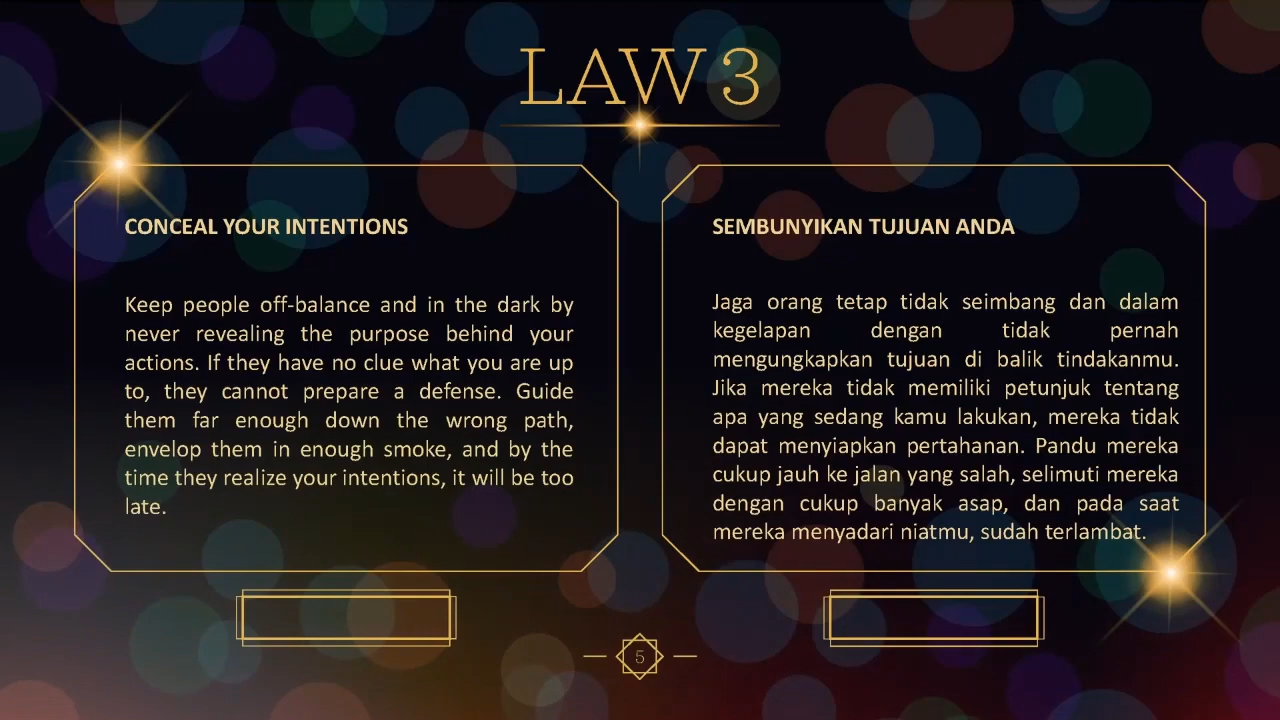 LAW 3
CONCEAL YOUR INTENTIONS
Keep people off-balance and in the dark by
never revealing the purpose behind your
actions. If they have no clue what you are up
to, they cannot prepare a defense. Guide
them far enough down the wrong path,
envelop them in enough smoke, and by the
time they realize your intentions, it will be too
late.
SEMBUNYIKAN TUJUAN ANDA
Jaga orang tetap tidak seimbang dan dalam
kegelapan dengan tidak pernah
mengungkapkan tujuan di balik tindakanmu.
Jika mereka tidak memiliki petunjuk tentang
apa yang sedang kamu lakukan, mereka tidak
dapat menyiapkan pertahanan. Pandu mereka
cukup jauh ke jalan yang salah, selimuti mereka
dengan cukup banyak asap, dan pada saat
mereka menyadari niatmu, sudah terlambat.
5